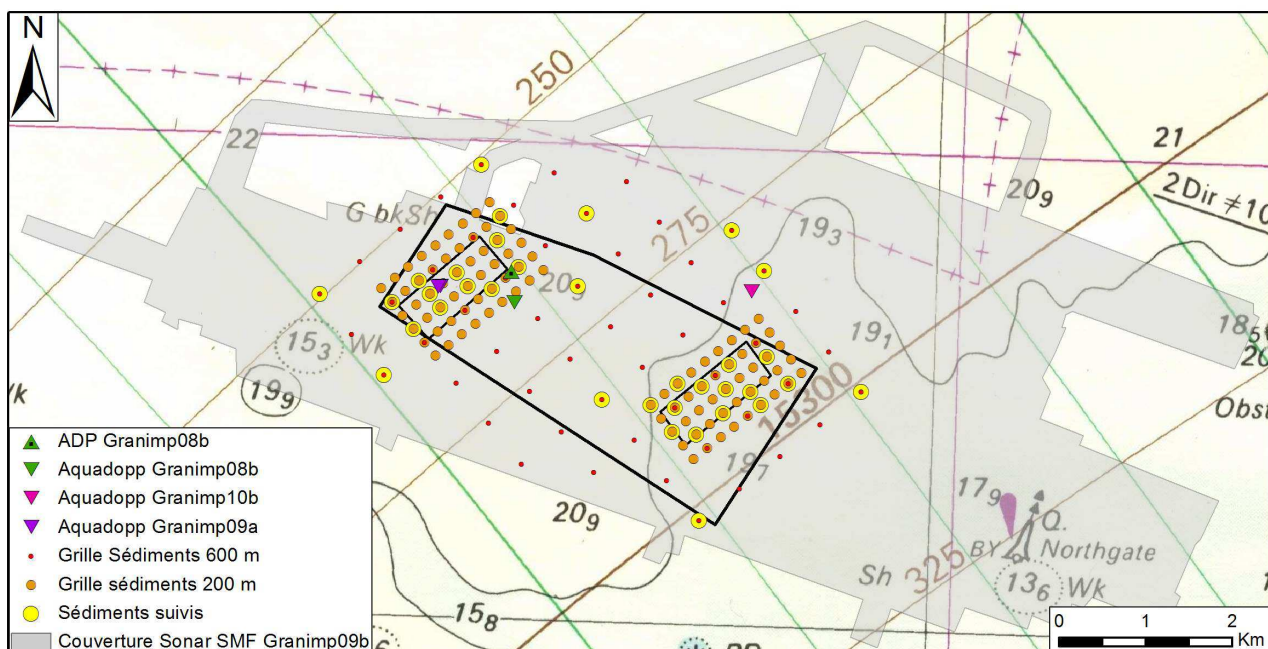 N
250
22
21
2 Dir ≠ 10
20₉
G bkSh
275
19₃
20₉
15₃ Wk
19₁
18₅
20
19₉
Wk
15300
Obst
19₇
17₉
Q.
BY Northgate
20₉
Sh
325
13₆ Wk
15₈
ADP Granimp08b
Aquadopp Granimp08b
Aquadopp Granimp10b
Aquadopp Granimp09a
Grille Sédiments 600 m
Grille sédiments 200 m
Sédiments suivis
Couverture Sonar SMF Granimp09b
0 1 2
Km